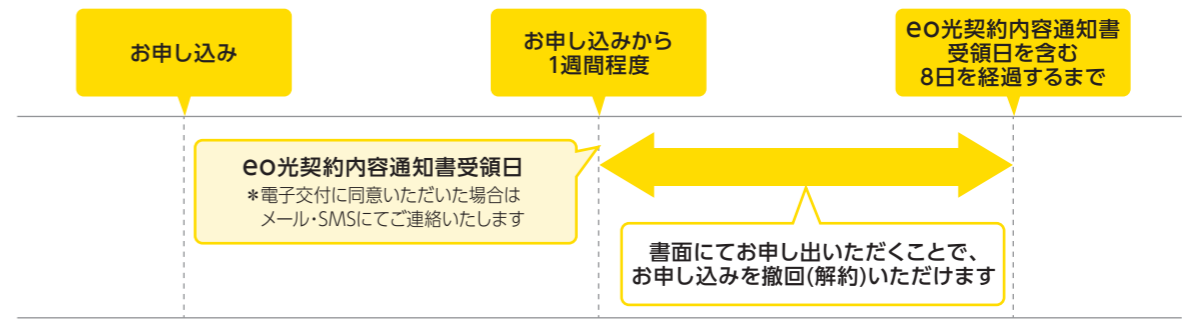 お申し込み
お申し込みから
1週間程度
eo光契約内容通知書
受領日を含む
8日を経過するまで
eo光契約内容通知書受領日
＊電子交付に同意いただいた場合は
メール・SMSにてご連絡いたします
書面にてお申し出いただくことで、
お申し込みを撤回(解約)いただけます